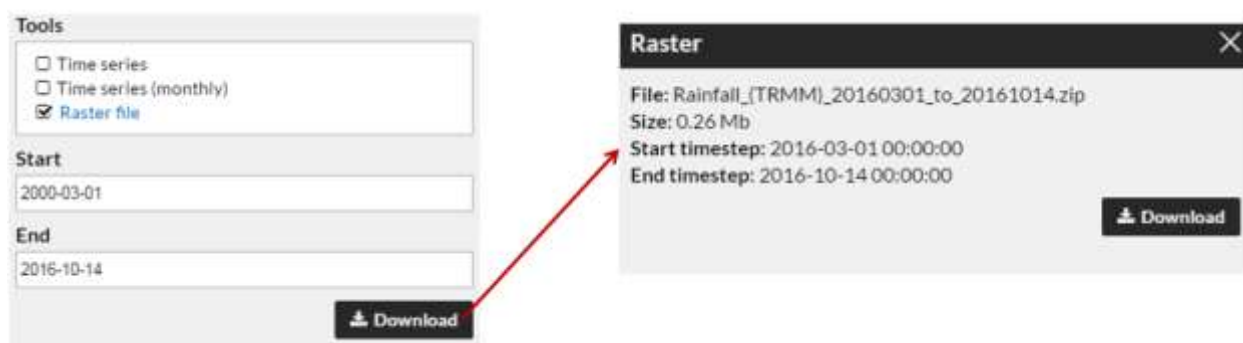 Tools
Time series
Time series (monthly)
Raster file
Start
2000-03-01
End
2016-10-14
Download
Raster
File: Rainfall_(TRMM)_20160301_to_20161014.zip
Size: 0.26 Mb
Start timestep: 2016-03-01 00:00:00
End timestep: 2016-10-14 00:00:00
Download